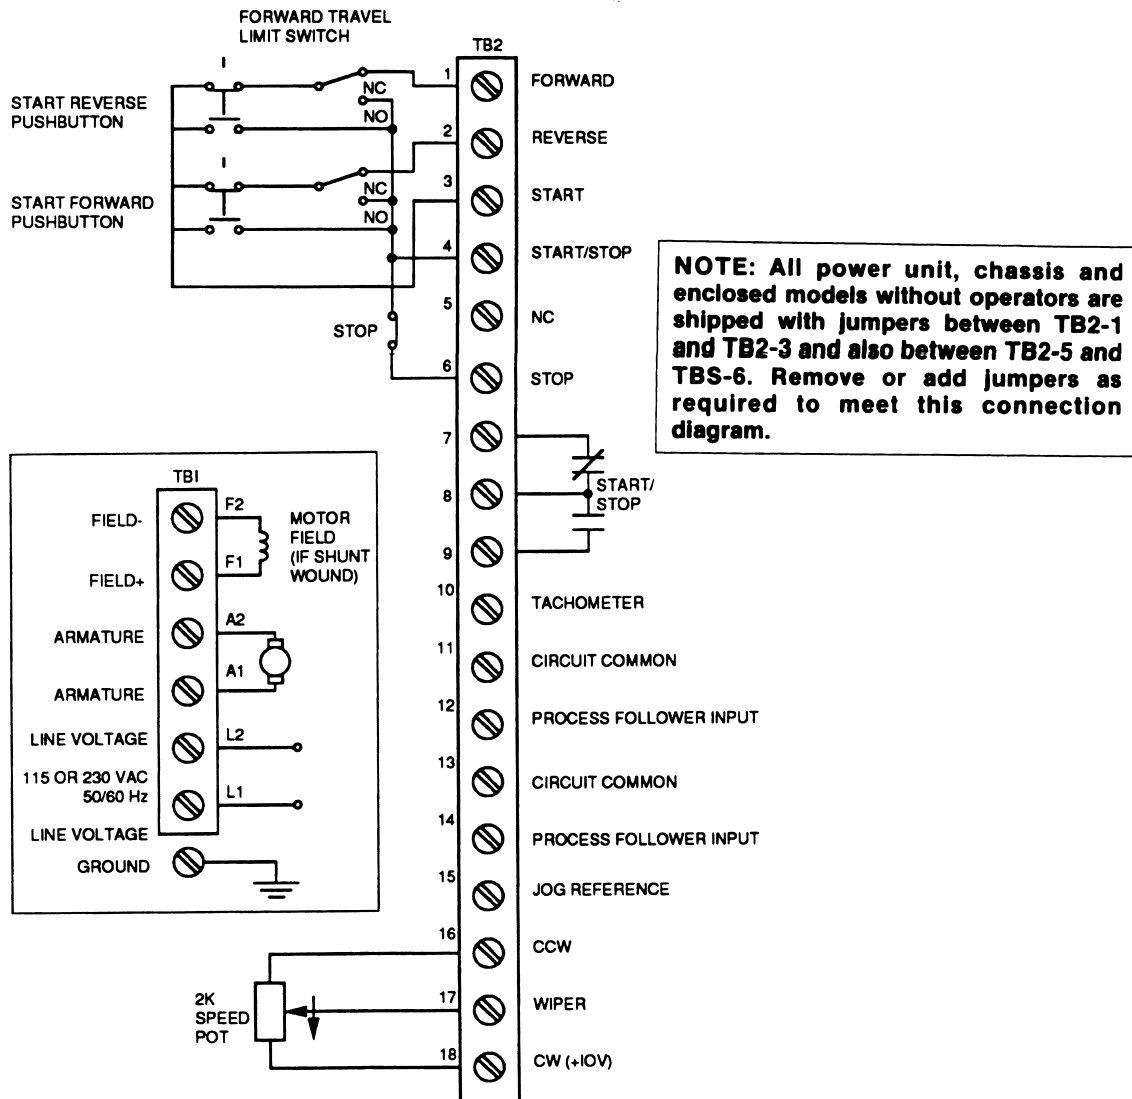 FORWARD TRAVEL
LIMIT SWITCH
START REVERSE
PUSHBUTTON
NC
NO
START FORWARD
PUSHBUTTON
NC
NO
STOP
TB2
1 FORWARD
2 REVERSE
3 START
4 START/STOP
5 NC
6 STOP
7
8
9
START/
STOP
10 TACHOMETER
11 CIRCUIT COMMON
12 PROCESS FOLLOWER INPUT
13 CIRCUIT COMMON
14 PROCESS FOLLOWER INPUT
15 JOG REFERENCE
16 CCW
17 WIPER
18 CW (+IOV)
2K
SPEED
POT
NOTE: All power unit, chassis and
enclosed models without operators are
shipped with jumpers between TB2-1
and TB2-3 and also between TB2-5 and
TBS-6. Remove or add jumpers as
required to meet this connection
diagram.
TBI
FIELD- F2
FIELD+ F1
MOTOR
FIELD
(IF SHUNT
WOUND)
ARMATURE A2
ARMATURE A1
LINE VOLTAGE L2
115 OR 230 VAC
50/60 Hz
L1
LINE VOLTAGE
GROUND